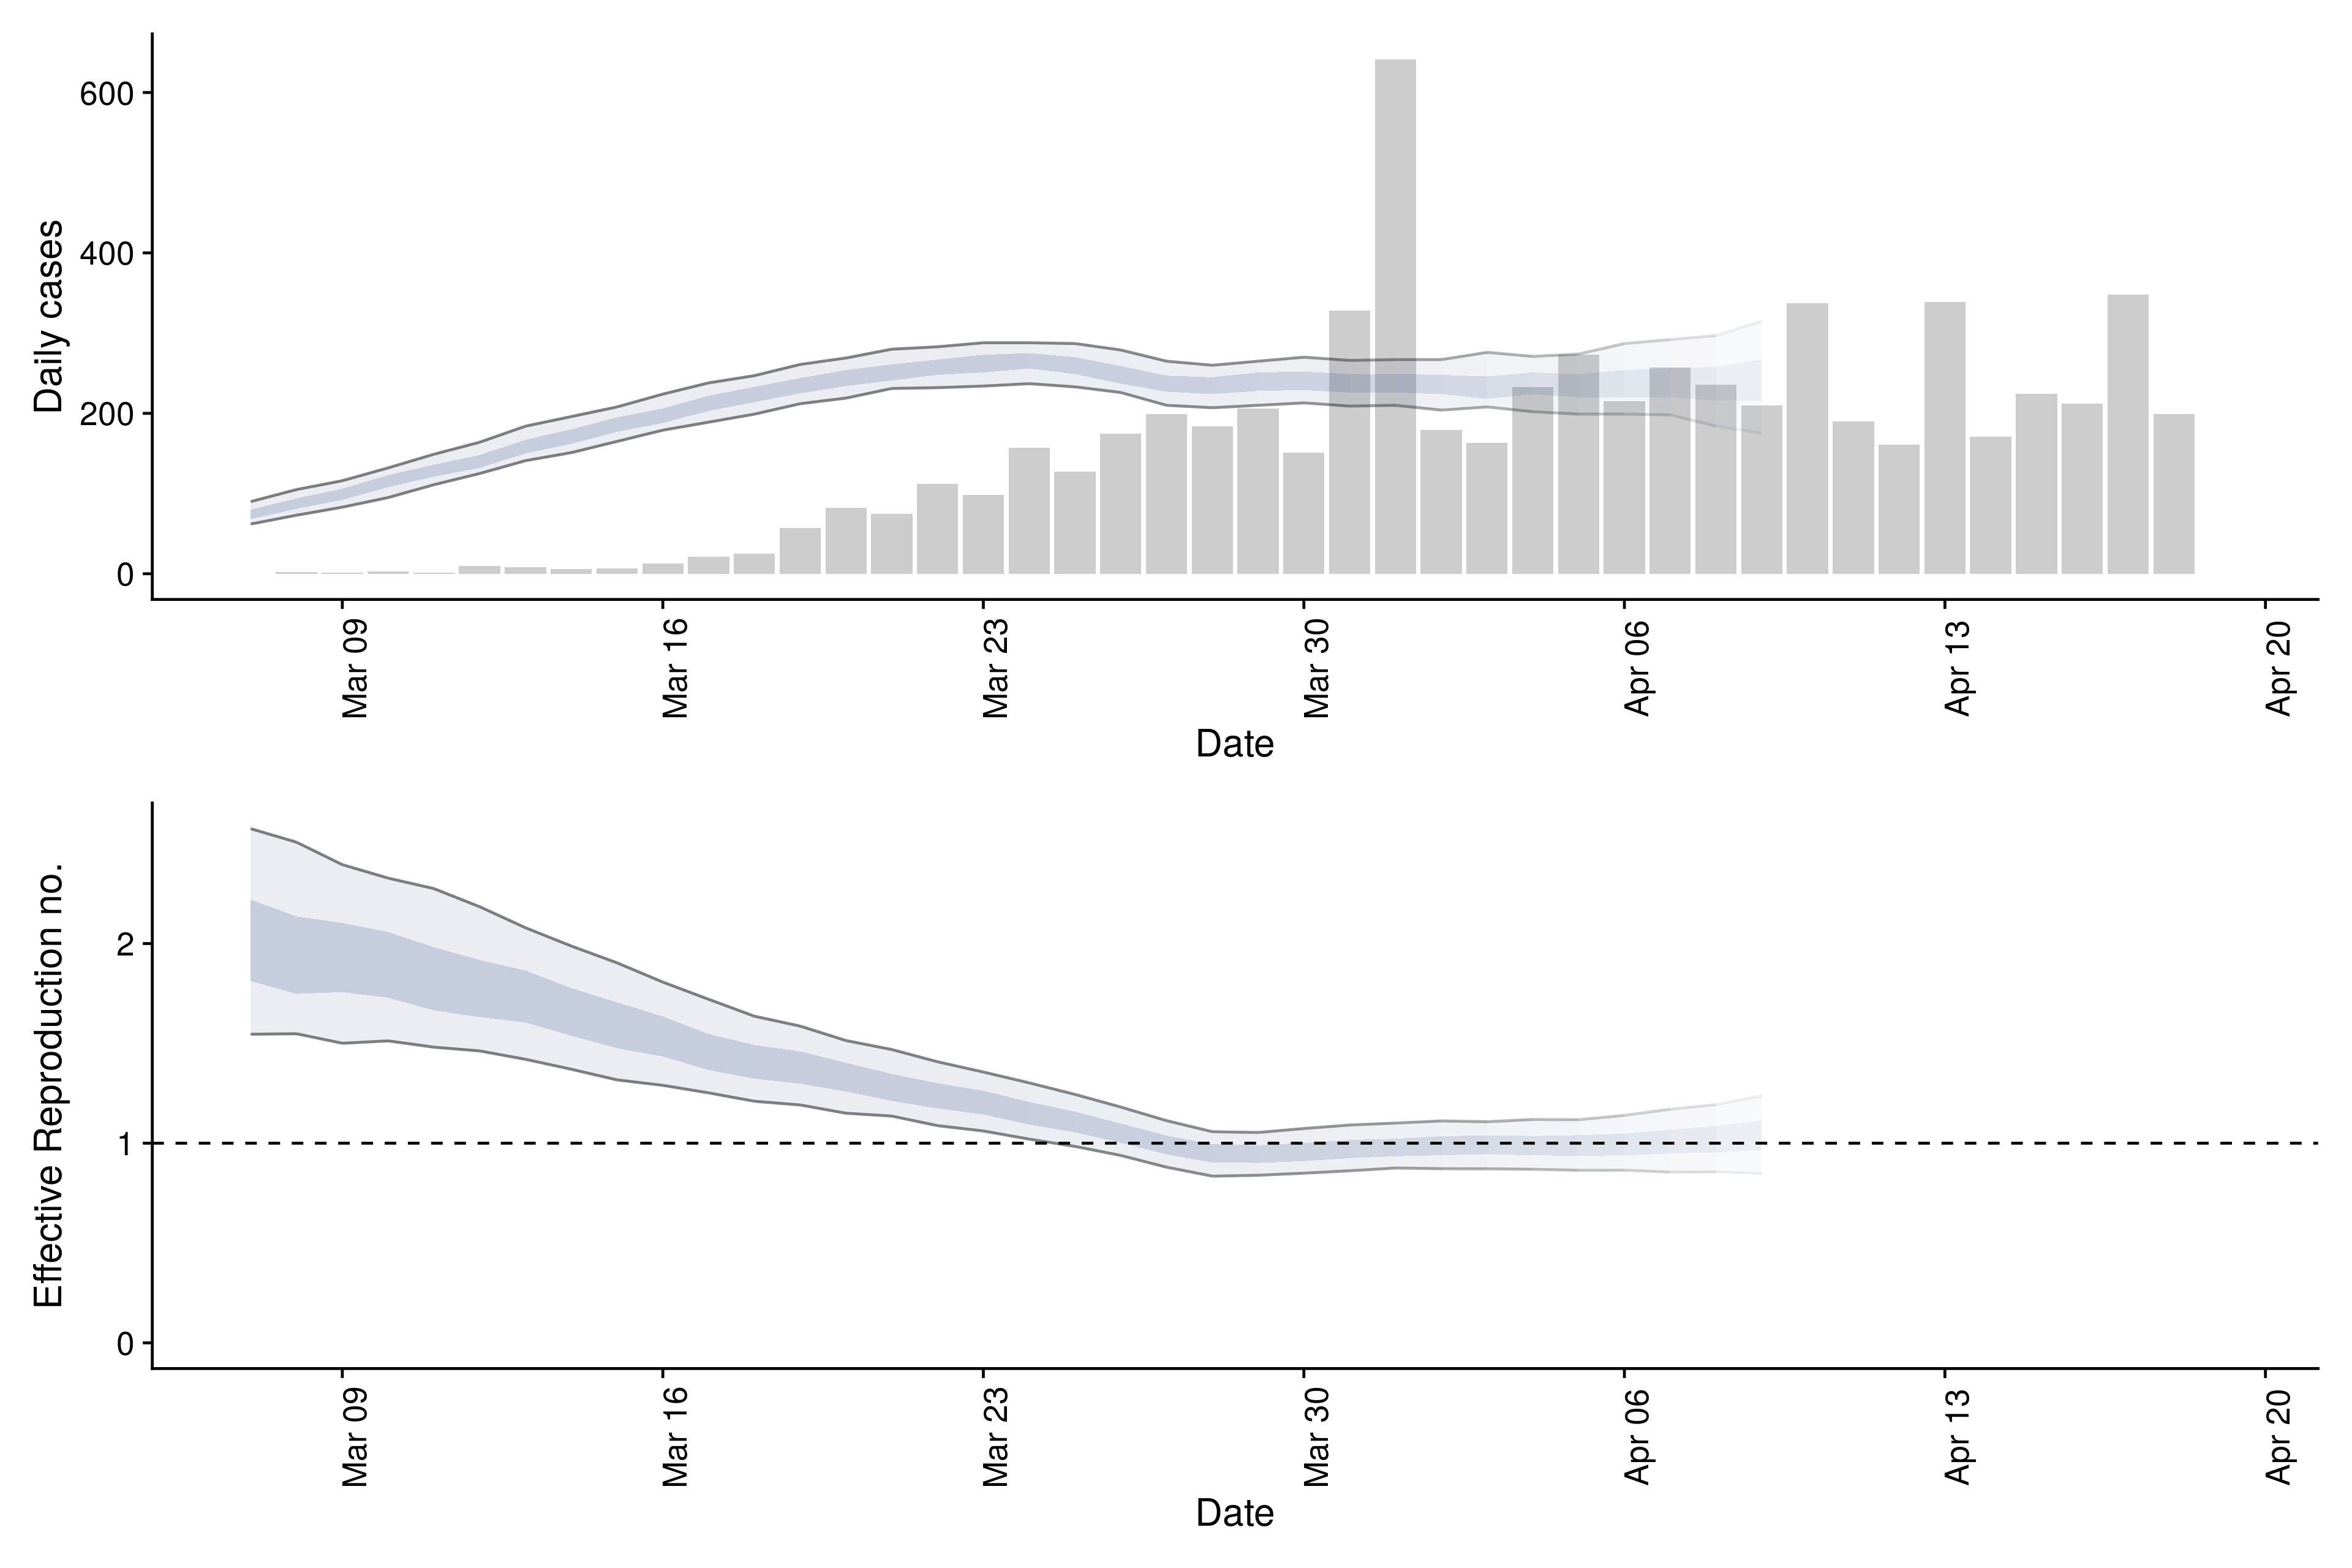 Daily cases
600
400
200
0
Mar 09
Mar 16
Mar 23
Mar 30
Apr 06
Apr 13
Apr 20
Date
Effective Reproduction no.
2
1
0
Mar 09
Mar 16
Mar 23
Mar 30
Apr 06
Apr 13
Apr 20
Date